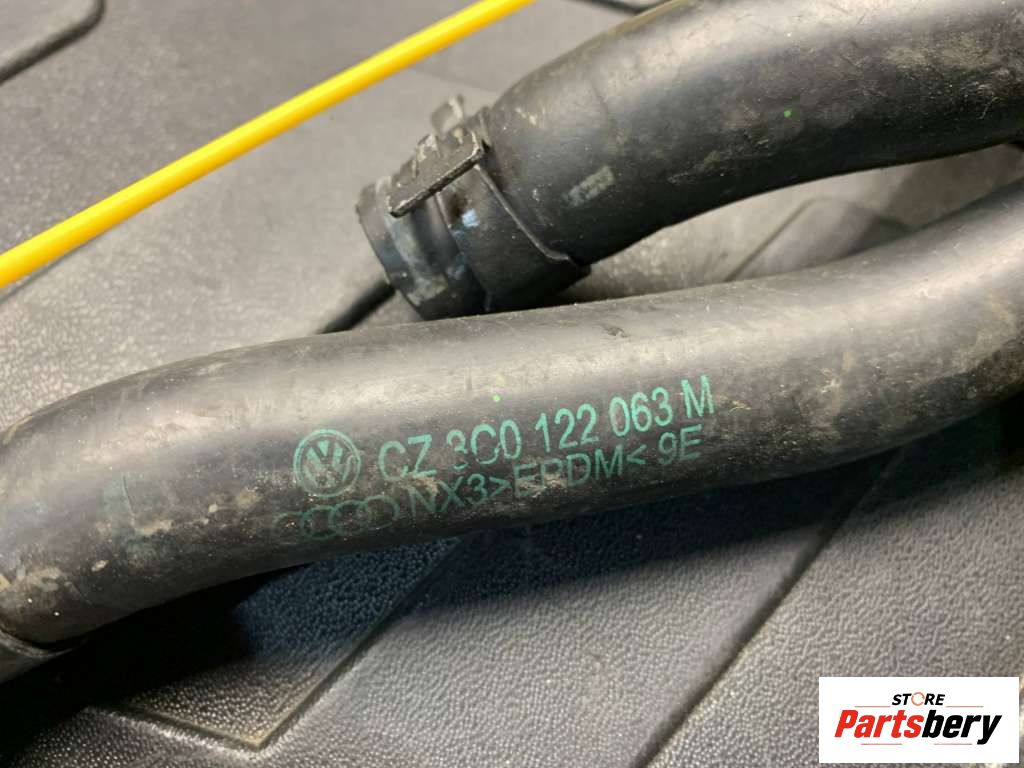 CZ 3C0 122 063 M
NX3>EPDM< 9E
STORE
Partsbery